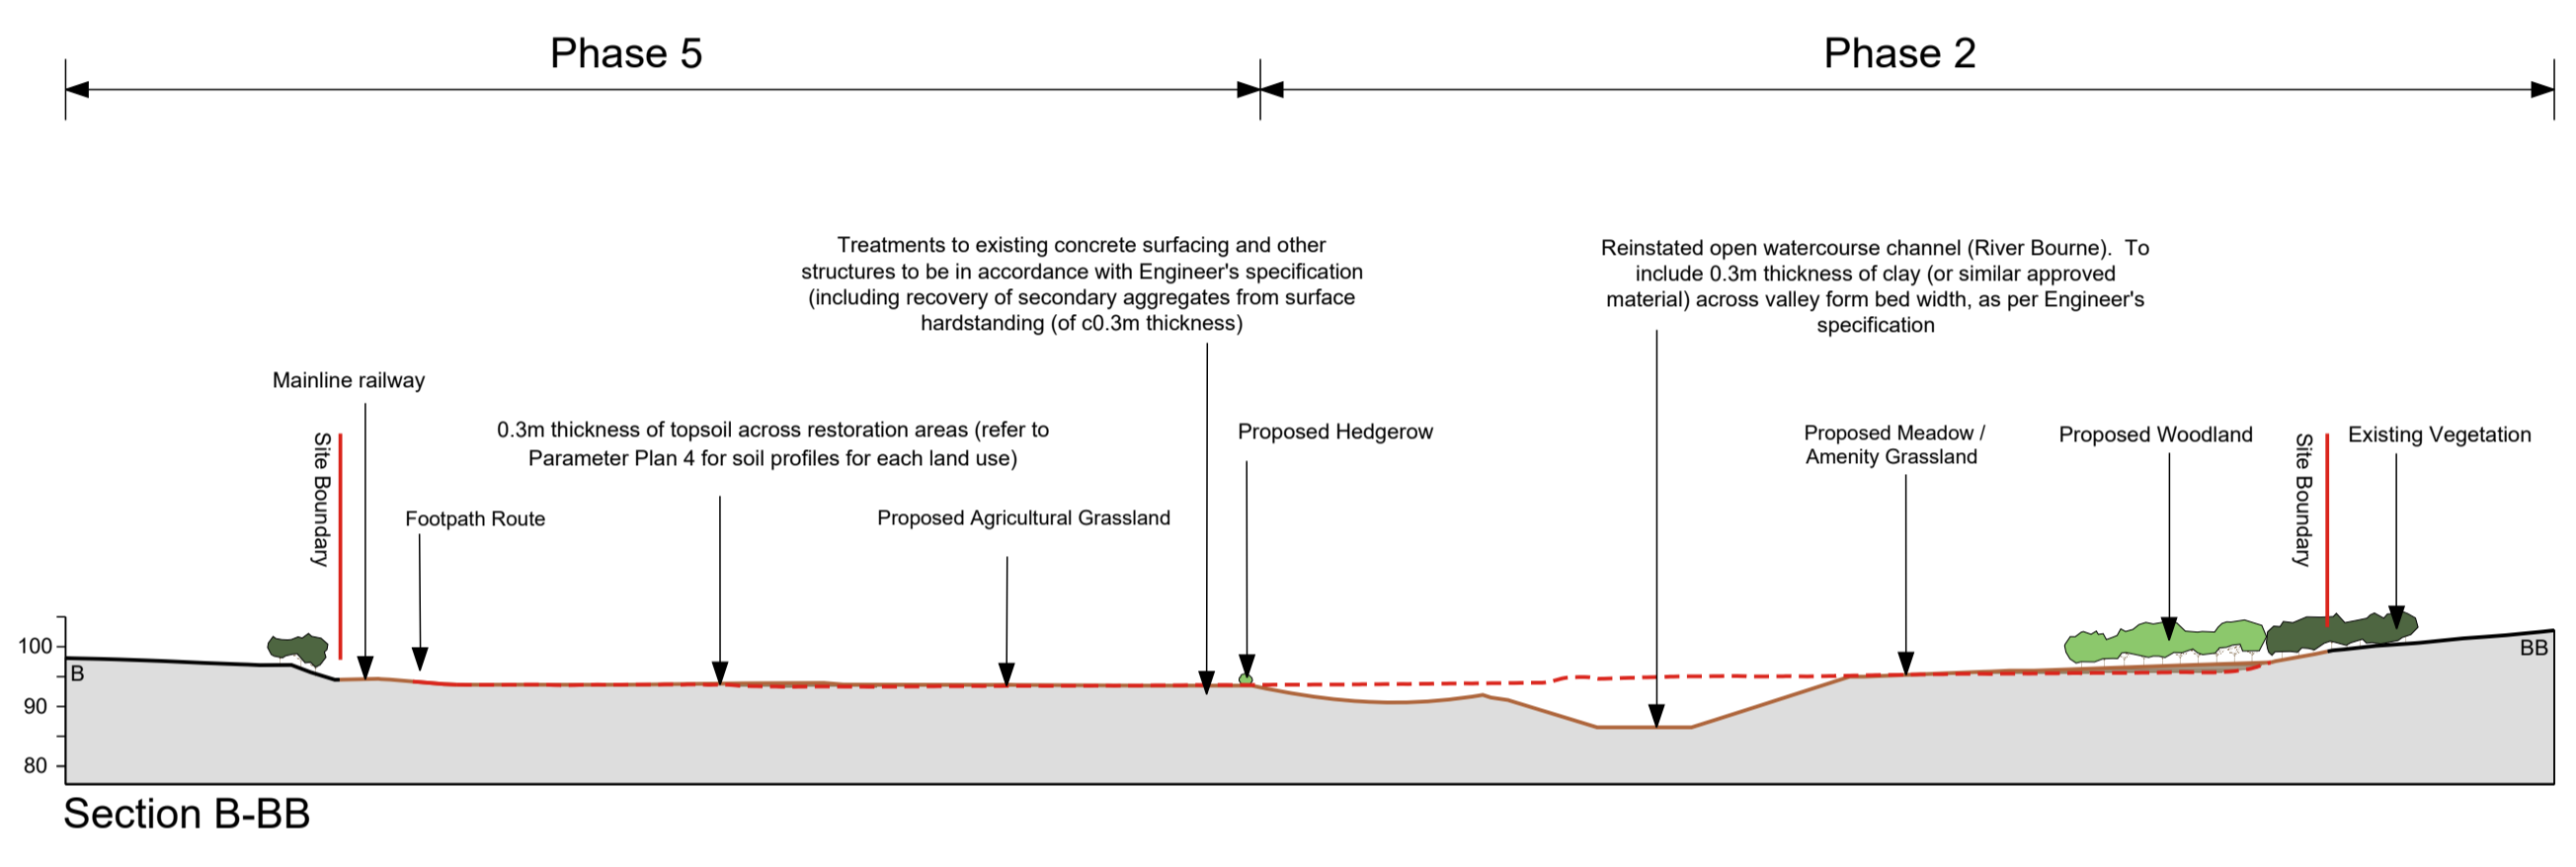 Phase 5
Phase 2
Treatments to existing concrete surfacing and other
structures to be in accordance with Engineer's specification
(including recovery of secondary aggregates from surface
hardstanding (of c0.3m thickness)
Reinstated open watercourse channel (River Bourne).  To
include 0.3m thickness of clay (or similar approved
material) across valley form bed width, as per Engineer's
specification
Mainline railway
Site Boundary
0.3m thickness of topsoil across restoration areas (refer to
Parameter Plan 4 for soil profiles for each land use)
Footpath Route
Proposed Agricultural Grassland
Proposed Hedgerow
Proposed Meadow /
Amenity Grassland
Proposed Woodland
Site Boundary
Existing Vegetation
100
90
80
B
BB
Section B-BB